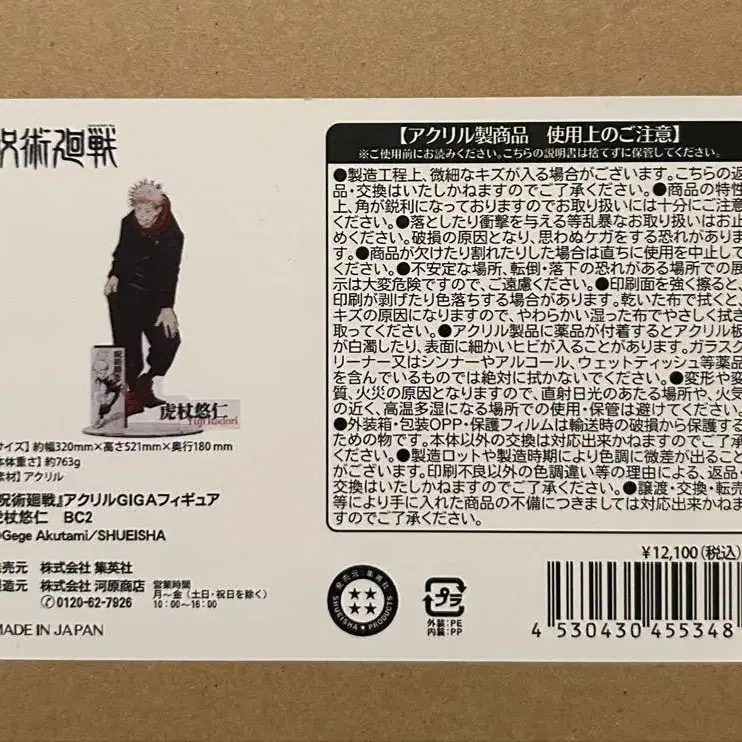 呪術廻戦
虎杖悠仁
Yuji Itadori
サイズ］約幅320mm×高さ521mm×奥行180mm
本体重さ］約763g
素材］アクリル
呪術廻戦』アクリルGIGAフィギュア
虎杖悠仁 BC2
©Gege Akutami/SHUEISHA
発売元 株式会社 集英社
製造元 株式会社 河原商店
営業時間
月～金（土日・祝日を除く）
10:00～16:00
0120-62-7926
MADE IN JAPAN
【アクリル製商品 使用上のご注意】
※ご使用前にお読みください。こちらの説明書は捨てずに保管してください。
●製造工程上、微細なキズが入る場合がございます。こちらの返
品・交換はいたしかねますのでご了承ください。●商品の特性
上、角が鋭利になっておりますのでお取り扱いには十分にご注意
ください。●落としたり衝撃を与える等乱暴なお取り扱いはお止
めください。破損の原因となり、思わぬケガをする恐れがありま
す。●商品が欠けたり割れたりした場合は直ちに使用を中止して
ください。●不安定な場所、転倒・落下の恐れがある場所での展
示は大変危険ですので、ご遠慮ください。●印刷面を強く擦ると、
印刷が剥げたり色落ちする場合があります。乾いた布で拭くと、
キズの原因になりますので、やわらかい湿った布でやさしく拭き
取ってください。●アクリル製品に薬品が付着するとアクリル板
が白濁したり、表面に細かいヒビが入ることがあります。ガラスク
リーナー又はシンナーやアルコール、ウェットティッシュ等薬品
を含んでいるものでは絶対に拭かないでください。●変形や変
質、火災の原因となりますので、直射日光のあたる場所や、火気
の近く、高温多湿になる場所での使用・保管は避けてください。
●外装箱・包装OPP・保護フィルムは輸送時の破損から保護す
るための物です。本体以外の交換は対応出来かねますのでご了承
ください。●製造ロットや製造時期により色調に微差が出ること
がございます。印刷不良以外の色調違い等の理由による、返品・
交換はいたしかねますのでご了承ください。●譲渡・交換・転売
等により手に入れた商品の不備につきましては対応出来かねます
のでご了承ください。
¥12,100(税込)
発売元：集英社
SHUEISHA PRODUCTS
プラ
外装：PE
内装：PP
4 530430 455348